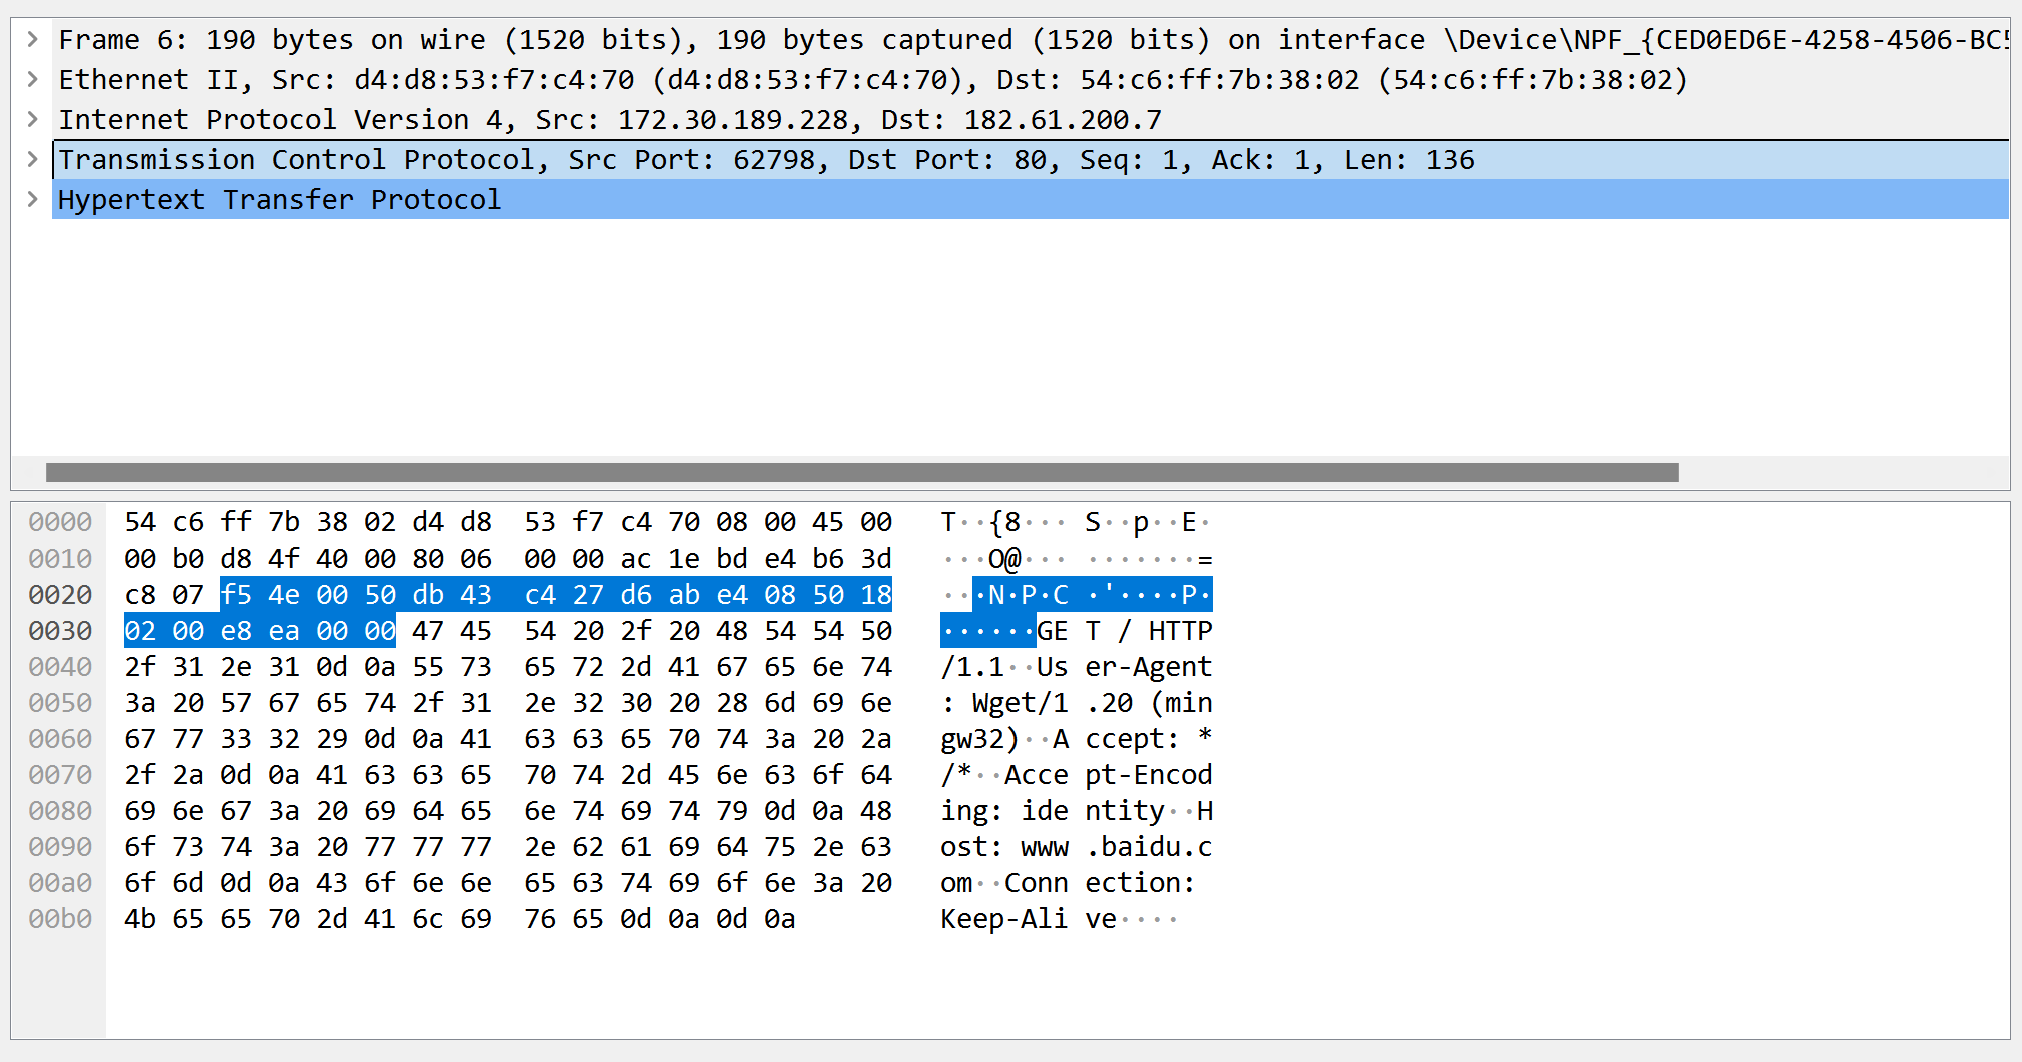 Frame 6: 190 bytes on wire (1520 bits), 190 bytes captured (1520 bits) on interface \Device\NPF_{CED0ED6E-4258-4506-BC5
Ethernet II, Src: d4:d8:53:f7:c4:70 (d4:d8:53:f7:c4:70), Dst: 54:c6:ff:7b:38:02 (54:c6:ff:7b:38:02)
Internet Protocol Version 4, Src: 172.30.189.228, Dst: 182.61.200.7
Transmission Control Protocol, Src Port: 62798, Dst Port: 80, Seq: 1, Ack: 1, Len: 136
Hypertext Transfer Protocol
0000 54 c6 ff 7b 38 02 d4 d8 53 f7 c4 70 08 00 45 00 T··{8··· S··p··E·
0010 00 b0 d8 4f 40 00 80 06 00 00 ac 1e bd e4 b6 3d ···O@··· ·······=
0020 c8 07 f5 4e 00 50 db 43 c4 27 d6 ab e4 08 50 18 ···N·P·C ·'····P·
0030 02 00 e8 ea 00 00 47 45 54 20 2f 20 48 54 54 50 ······GE T / HTTP
0040 2f 31 2e 31 0d 0a 55 73 65 72 2d 41 67 65 6e 74 /1.1··Us er-Agent
0050 3a 20 57 67 65 74 2f 31 2e 32 30 20 28 6d 69 6e : Wget/1 .20 (min
0060 67 77 33 32 29 0d 0a 41 63 63 65 70 74 3a 20 2a gw32)··A ccept: *
0070 2f 2a 0d 0a 41 63 63 65 70 74 2d 45 6e 63 6f 64 /*··Acce pt-Encod
0080 69 6e 67 3a 20 69 64 65 6e 74 69 74 79 0d 0a 48 ing: ide ntity··H
0090 6f 73 74 3a 20 77 77 77 2e 62 61 69 64 75 2e 63 ost: www .baidu.c
00a0 6f 6d 0d 0a 43 6f 6e 6e 65 63 74 69 6f 6e 3a 20 om··Conn ection:
00b0 4b 65 65 70 2d 41 6c 69 76 65 0d 0a 0d 0a Keep-Ali ve····